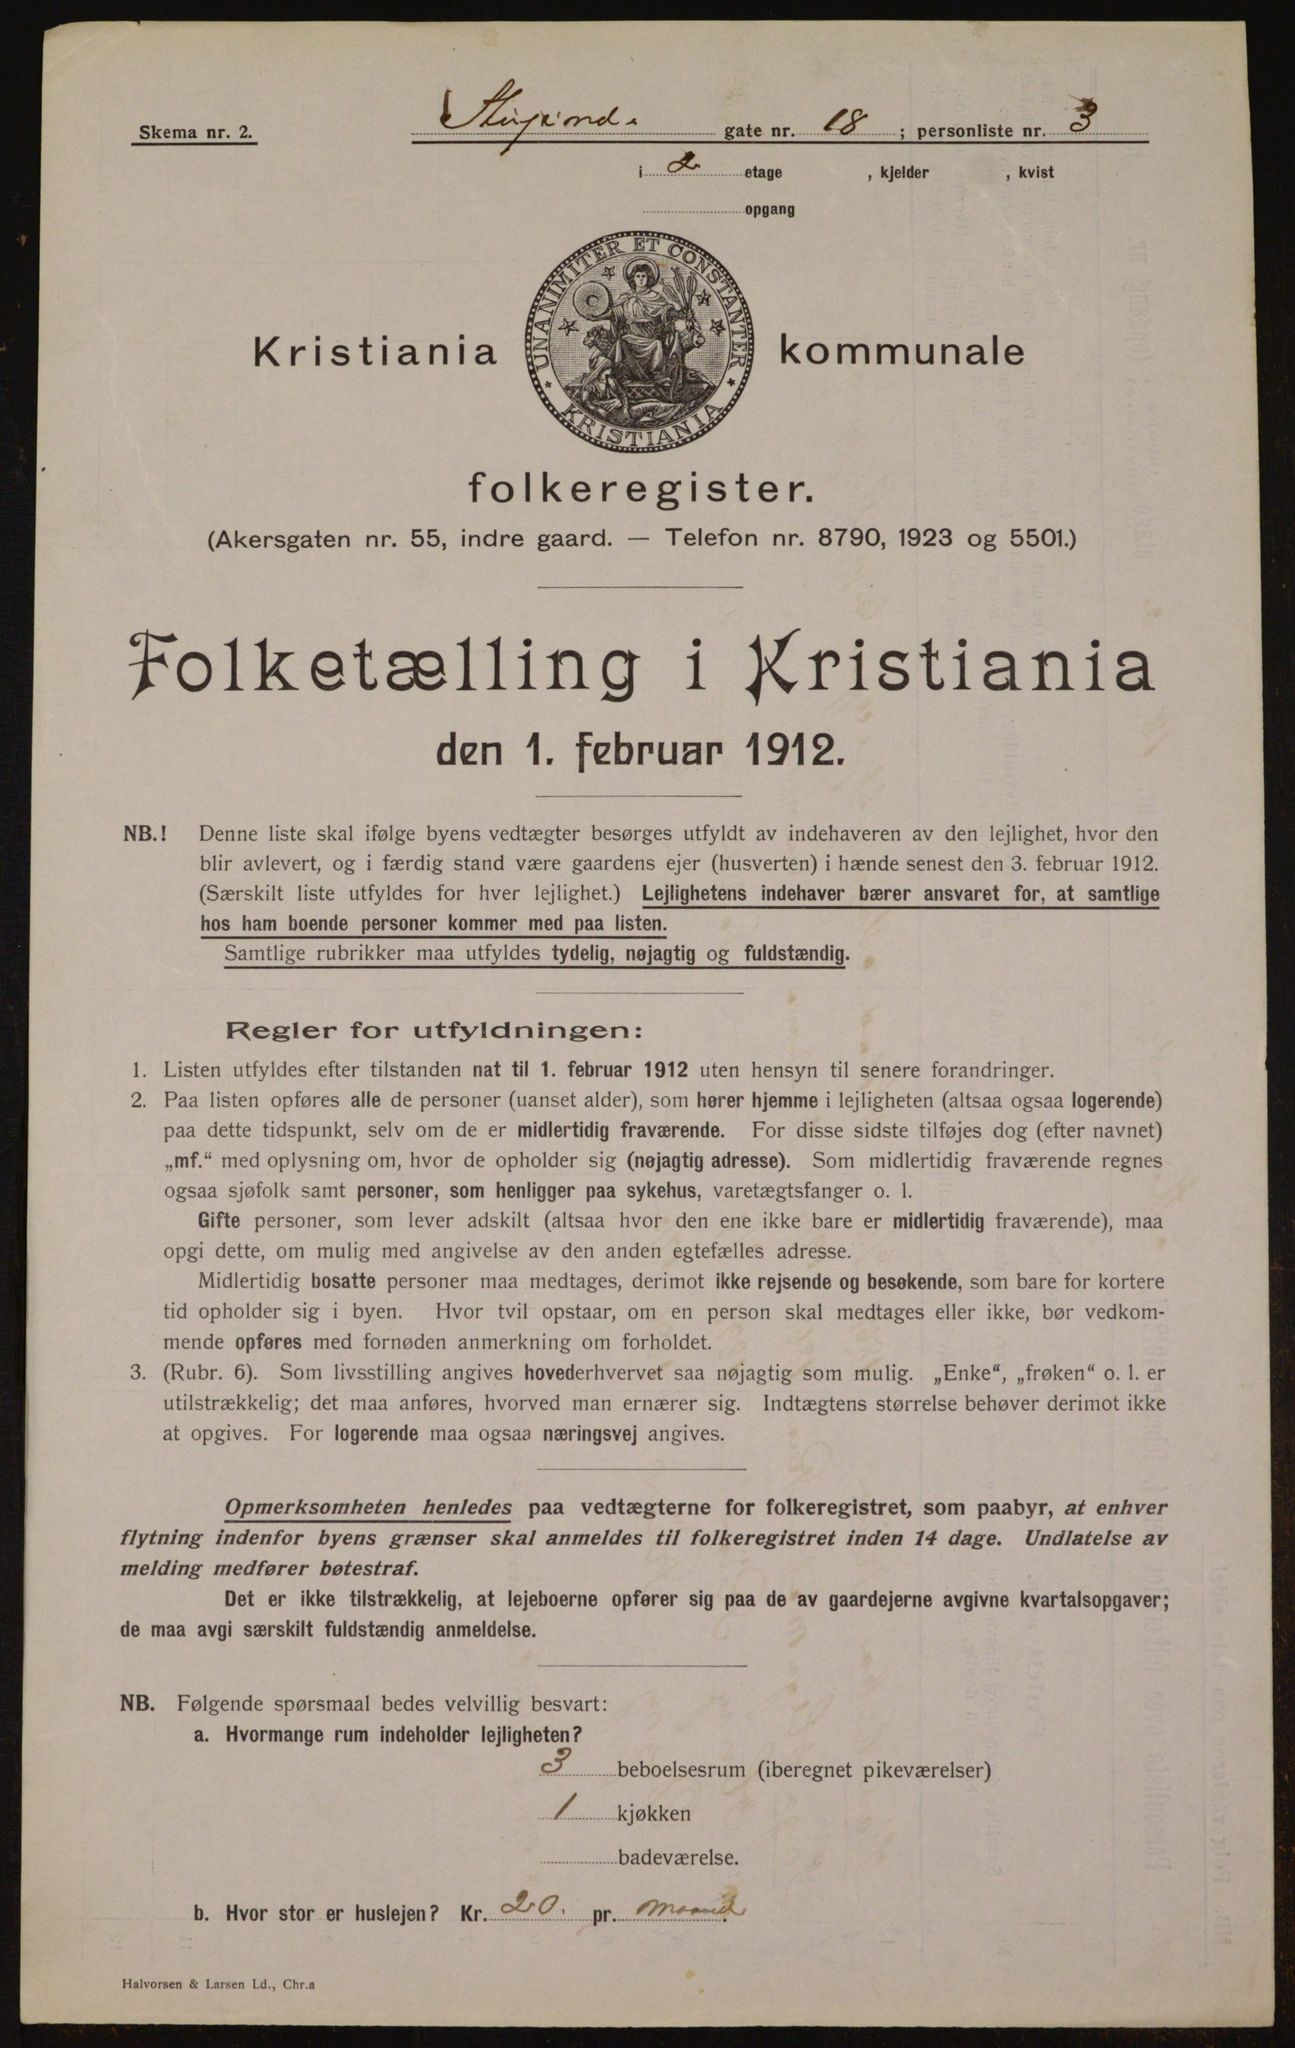 Skema nr. 2.
gate nr. 18 ; personliste nr. 3
i 2 etage , kjelder , kvist
opgang
UNANIMITER ET CONSTANTER
KRISTIANIA
Kristiania kommunale
folkeregister.
(Akersgaten nr. 55, indre gaard. — Telefon nr. 8790, 1923 og 5501.)
Folketælling i Kristiania
den 1. februar 1912.
NB.! Denne liste skal ifølge byens vedtægter besørges utfyldt av indehaveren av den lejlighet, hvor den
blir avlevert, og i færdig stand være gaardens ejer (husverten) i hænde senest den 3. februar 1912.
(Særskilt liste utfyldes for hver lejlighet.) Lejlighetens indehaver bærer ansvaret for, at samtlige
hos ham boende personer kommer med paa listen.
Samtlige rubrikker maa utfyldes tydelig, nøjagtig og fuldstændig.
Regler for utfyldningen:
1. Listen utfyldes efter tilstanden nat til 1. februar 1912 uten hensyn til senere forandringer.
2. Paa listen opføres alle de personer (uanset alder), som hører hjemme i lejligheten (altsaa ogsaa logerende)
paa dette tidspunkt, selv om de er midlertidig fraværende. For disse sidste tilføjes dog (efter navnet)
„mf.“ med oplysning om, hvor de opholder sig (nøjagtig adresse). Som midlertidig fraværende regnes
ogsaa sjøfolk samt personer, som henligger paa sykehus, varetægtsfanger o. l.
Gifte personer, som lever adskilt (altsaa hvor den ene ikke bare er midlertidig fraværende), maa
opgi dette, om mulig med angivelse av den anden egtefælles adresse.
Midlertidig bosatte personer maa medtages, derimot ikke rejsende og besøkende, som bare for kortere
tid opholder sig i byen. Hvor tvil opstaar, om en person skal medtages eller ikke, bør vedkom-
mende opføres med fornøden anmerkning om forholdet.
3. (Rubr. 6). Som livsstilling angives hovederhvervet saa nøjagtig som mulig. „Enke“, „frøken“ o. l. er
utilstrækkelig; det maa anføres, hvorved man ernærer sig. Indtægtens størrelse behøver derimot ikke
at opgives. For logerende maa ogsaa næringsvej angives.
Opmerksomheten henledes paa vedtægterne for folkeregistret, som paabyr, at enhver
flytning indenfor byens grænser skal anmeldes til folkeregistret inden 14 dage. Undlatelse av
melding medfører bøtestraf.
Det er ikke tilstrækkelig, at lejeboerne opfører sig paa de av gaardejerne avgivne kvartalsopgaver;
de maa avgi særskilt fuldstændig anmeldelse.
NB. Følgende spørsmaal bedes velvillig besvart:
a. Hvormange rum indeholder lejligheten?
3 beboelsesrum (iberegnet pikeværelser)
1 kjøkken
badeværelse.
b. Hvor stor er huslejen? Kr. 20. pr. Maaned.
Halvorsen & Larsen Ld., Chr.a